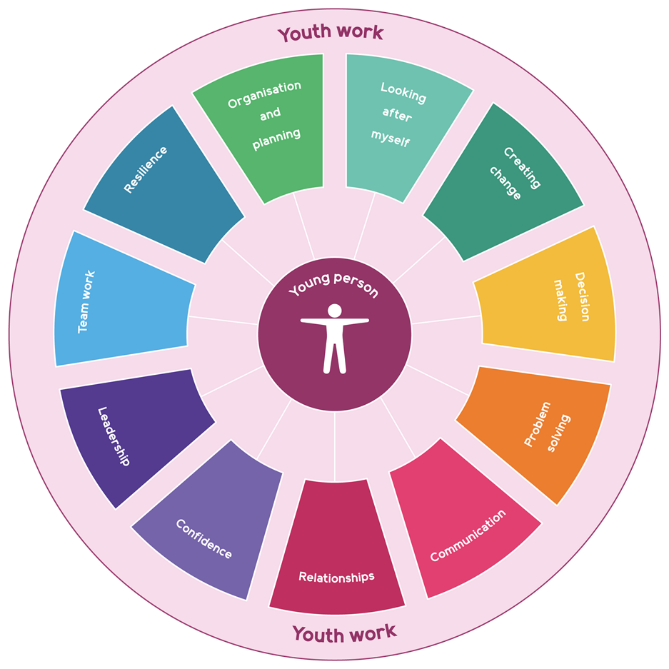 Youth work
Organisation
and
planning
Looking
after
myself
Creating
change
Decision
making
Problem
solving
Communication
Relationships
Confidence
Leadership
Team work
Resilience
Young person
Youth work